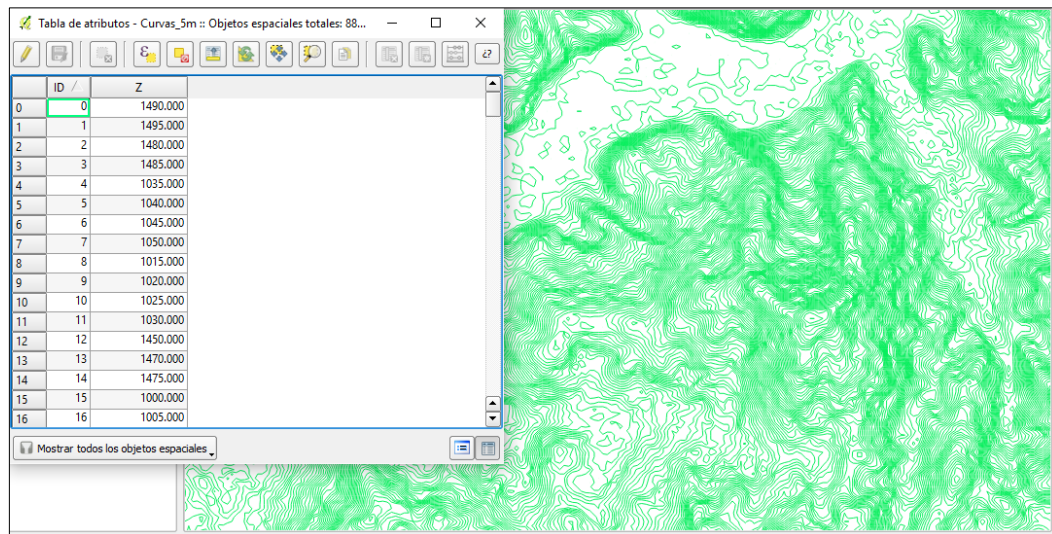 Tabla de atributos - Curvas_5m :: Objetos espaciales totales: 88...
ID Z
0 0 1490.000
1 1 1495.000
2 2 1480.000
3 3 1485.000
4 4 1035.000
5 5 1040.000
6 6 1045.000
7 7 1050.000
8 8 1015.000
9 9 1020.000
10 10 1025.000
11 11 1030.000
12 12 1450.000
13 13 1470.000
14 14 1475.000
15 15 1000.000
16 16 1005.000
Mostrar todos los objetos espaciales